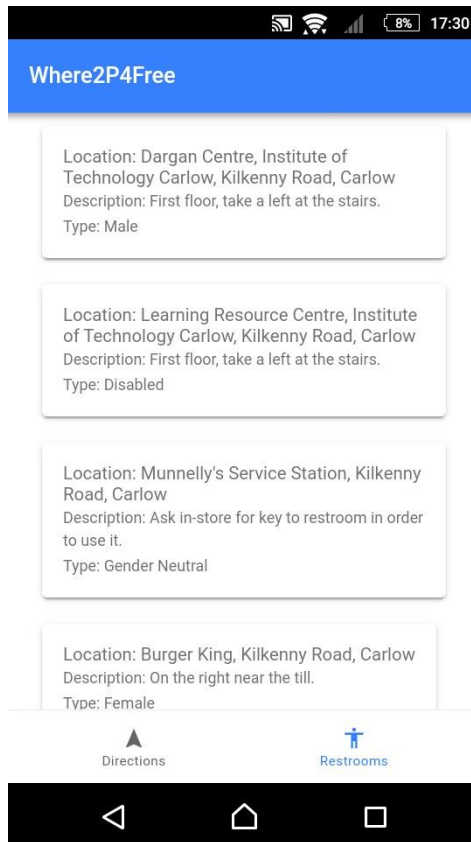 8% 17:30
Where2P4Free
Location: Dargan Centre, Institute of
Technology Carlow, Kilkenny Road, Carlow
Description: First floor, take a left at the stairs.
Type: Male
Location: Learning Resource Centre, Institute
of Technology Carlow, Kilkenny Road, Carlow
Description: First floor, take a left at the stairs.
Type: Disabled
Location: Munnelly's Service Station, Kilkenny
Road, Carlow
Description: Ask in-store for key to restroom in order
to use it.
Type: Gender Neutral
Location: Burger King, Kilkenny Road, Carlow
Description: On the right near the till.
Type: Female
Directions
Restrooms